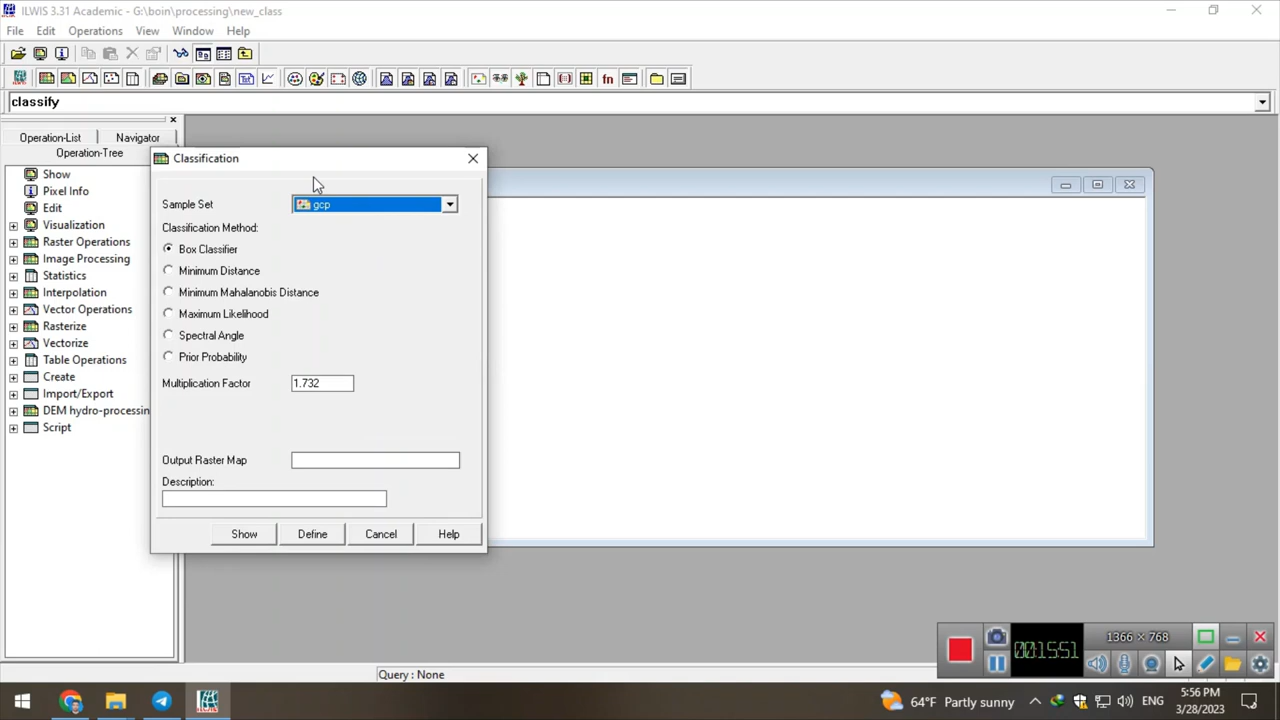 ILWIS 3.31 Academic - G:\boin\processing\new_class
File Edit Operations View Window Help
classify
Operation-List Navigator
Operation-Tree
Show
Pixel Info
Edit
Visualization
Raster Operations
Image Processing
Statistics
Interpolation
Vector Operations
Rasterize
Vectorize
Table Operations
Create
Import/Export
DEM hydro-processin
Script
Classification
Sample Set gcp
Classification Method:
Box Classifier
Minimum Distance
Minimum Mahalanobis Distance
Maximum Likelihood
Spectral Angle
Prior Probability
Multiplication Factor 1.732
Output Raster Map
Description:
Show Define Cancel Help
1366 × 768
00:15:51
Query : None
64°F Partly sunny
ENG
5:56 PM
3/28/2023